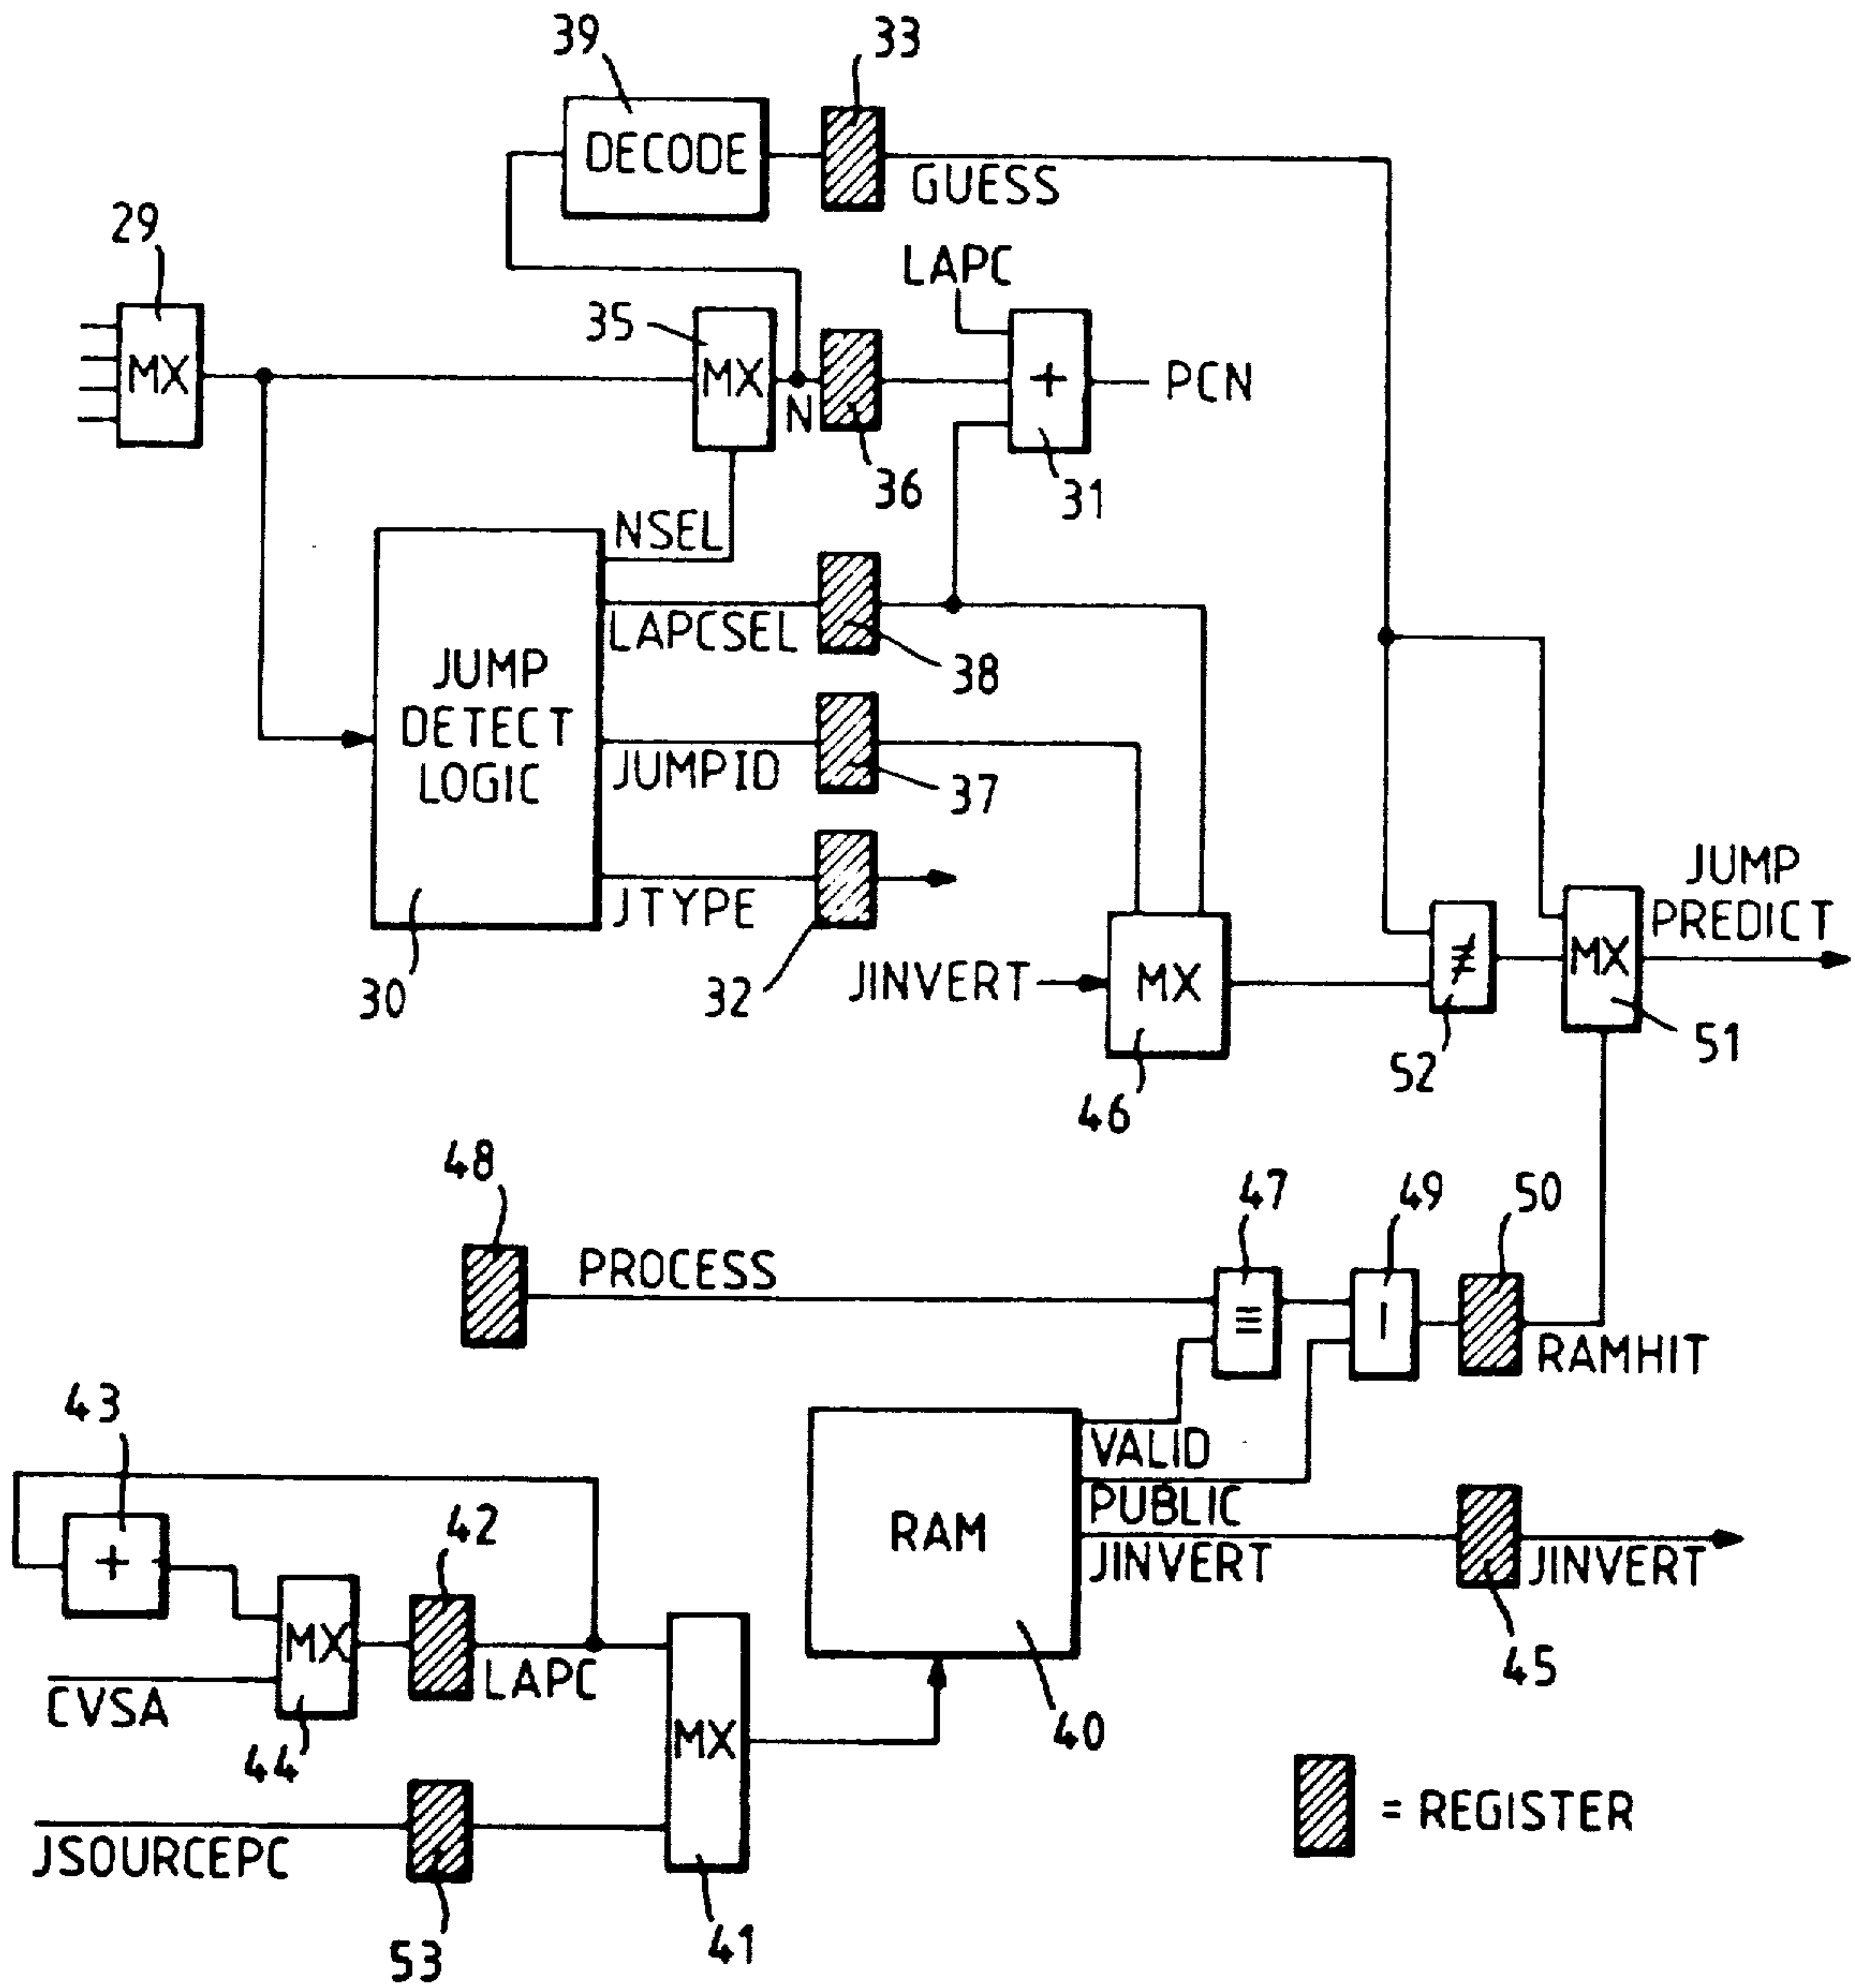 39
33
DECODE
GUESS
29
LAPC
35
MX
MX
N
+
PCN
36
31
NSEL
LAPCSEL
38
JUMP
DETECT
LOGIC
JUMPID
37
JTYPE
30
32
JINVERT
MX
46
≢
52
MX
51
JUMP
PREDICT
48
PROCESS
47
≡
49
|
50
RAMHIT
43
+
42
VALID
PUBLIC
JINVERT
RAM
40
JINVERT
45
MX
LAPC
CVSA
44
MX
41
JSOURCEPC
53
= REGISTER